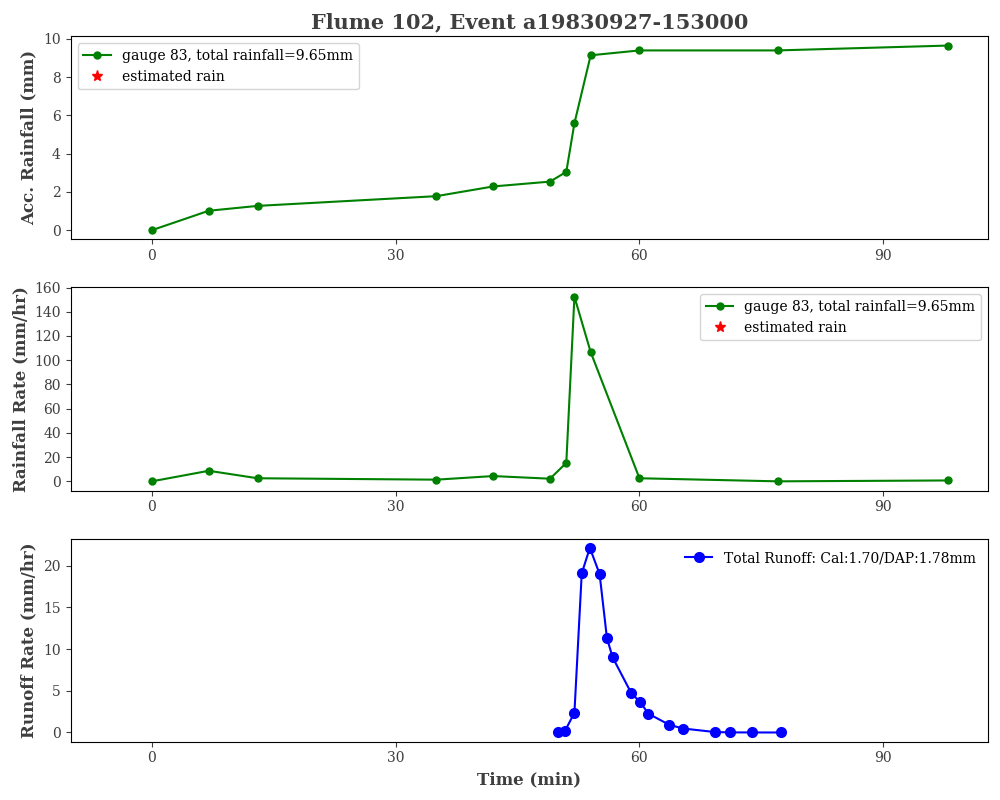 Flume 102, Event a19830927-153000
Acc. Rainfall (mm)
10
8
6
4
2
0
gauge 83, total rainfall=9.65mm
estimated rain
0 30 60 90
Rainfall Rate (mm/hr)
160
140
120
100
80
60
40
20
0
gauge 83, total rainfall=9.65mm
estimated rain
0 30 60 90
Runoff Rate (mm/hr)
20
15
10
5
0
Total Runoff: Cal:1.70/DAP:1.78mm
0 30 60 90
Time (min)